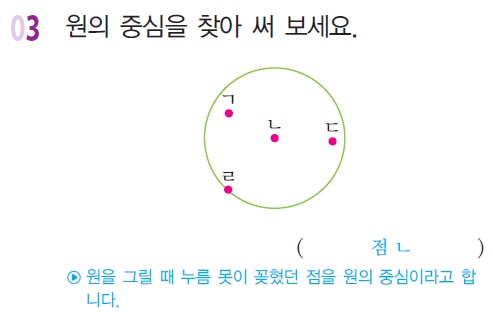 03 원의 중심을 찾아 써 보세요.
ㄱ
ㄴ
ㄷ
ㄹ
( 점 ㄴ )
원을 그릴 때 누름 못이 꽂혔던 점을 원의 중심이라고 합
니다.